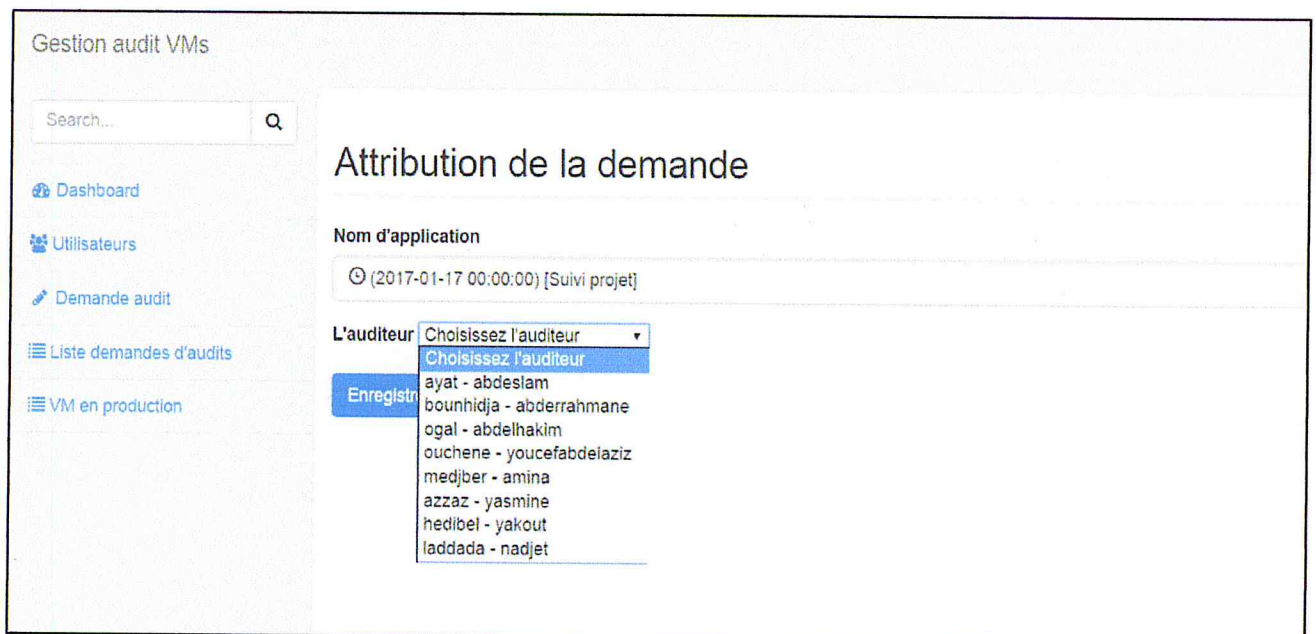 Gestion audit VMs
Search...
Dashboard
Utilisateurs
Demande audit
Liste demandes d'audits
VM en production
Attribution de la demande
Nom d'application
(2017-01-17 00:00:00) [Suivi projet]
L'auditeur Choisissez l'auditeur
Choisissez l'auditeur
ayat - abdeslam
bounhidja - abderrahmane
ogal - abdelhakim
ouchene - youcefabdelaziz
medjber - amina
azzaz - yasmine
hedibel - yakout
laddada - nadjet
Enregistr